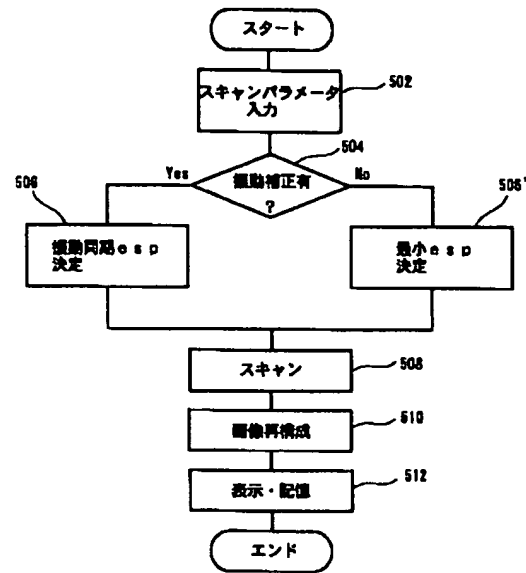 スタート
スキャンパラメータ
入力
502
504
振動補正有
?
Yes
No
506
振動同期esp
決定
506'
最小esp
決定
スキャン
508
画像再構成
510
表示・記憶
512
エンド